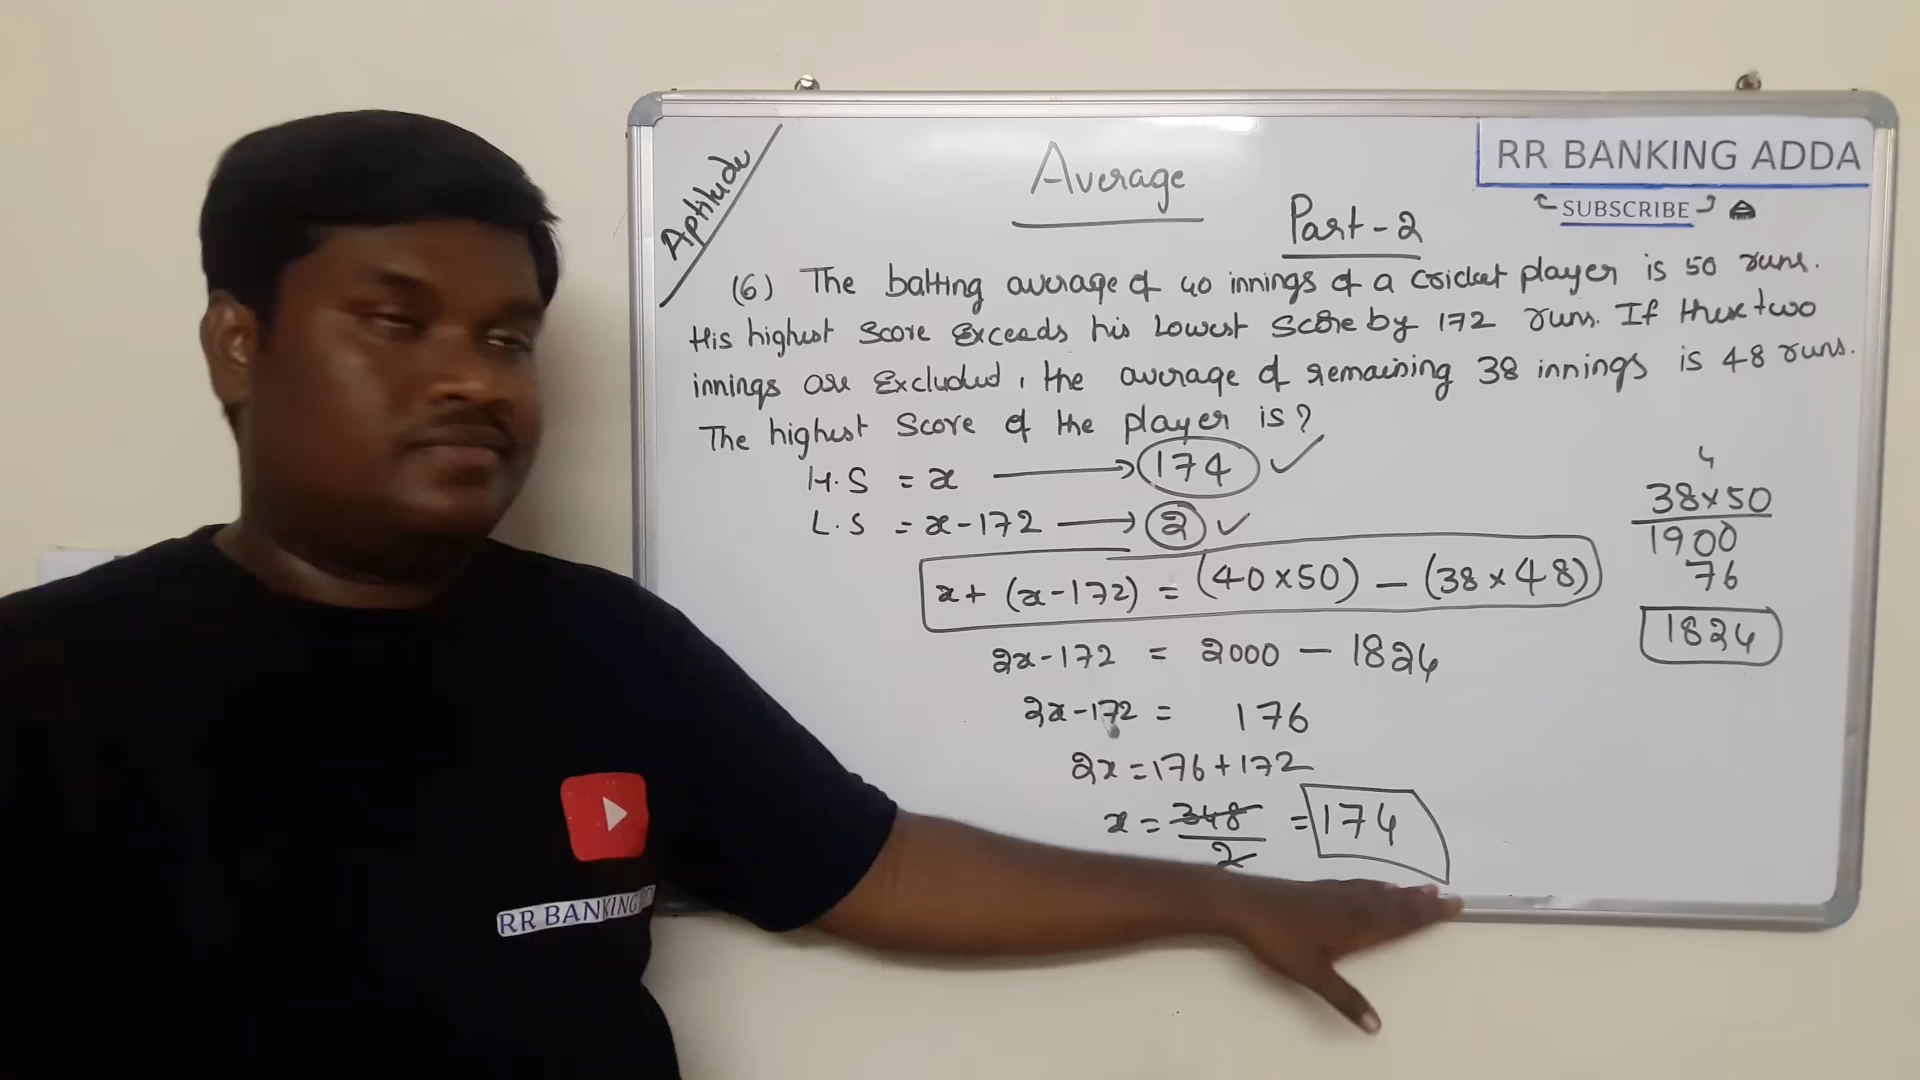 Aptitude
Average
Part-2
RR BANKING ADDA
SUBSCRIBE
(6) The batting average of 40 innings of a cricket player is 50 runs.
His highest Score Exceeds his Lowest Score by 172 runs. If these two
innings are Excluded, the average of remaining 38 innings is 48 runs.
The highest Score of the player is?
H.S = x → 174 ✓
L.S = x-172 → 2 ✓
x+ (x-172) = (40×50) – (38×48)
2x-172 = 2000 – 1824
2x-172 = 176
2x = 176+172
x = 348/2 = 174
4
38×50
1900
76
1824
RR BANKING